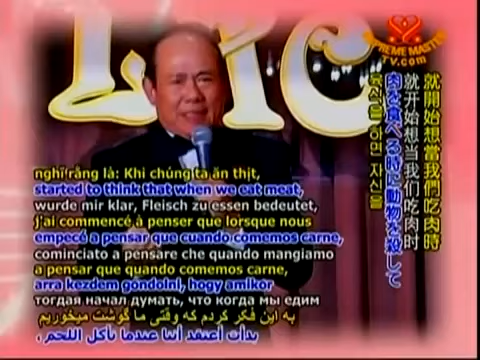 SUPREME MASTER
TV.com
就開始想當我們吃肉時
就开始想当我们吃肉时
肉を食べる時に動物を殺して
nghĩ rằng là: Khi chúng ta ăn thịt,
started to think that when we eat meat,
wurde mir klar, Fleisch zu essen bedeutet,
j'ai commencé à penser que lorsque nous
empecé a pensar que cuando comemos carne,
cominciato a pensare che quando mangiamo
a pensar que quando comemos carne,
arra kezdem gondolni, hogy amikor
тогдая начал думать, что когда мы едим
به این فکر کردم که وقتی ما گوشت میخوریم
بدأت أعتقد أننا عندما نأكل اللحم،